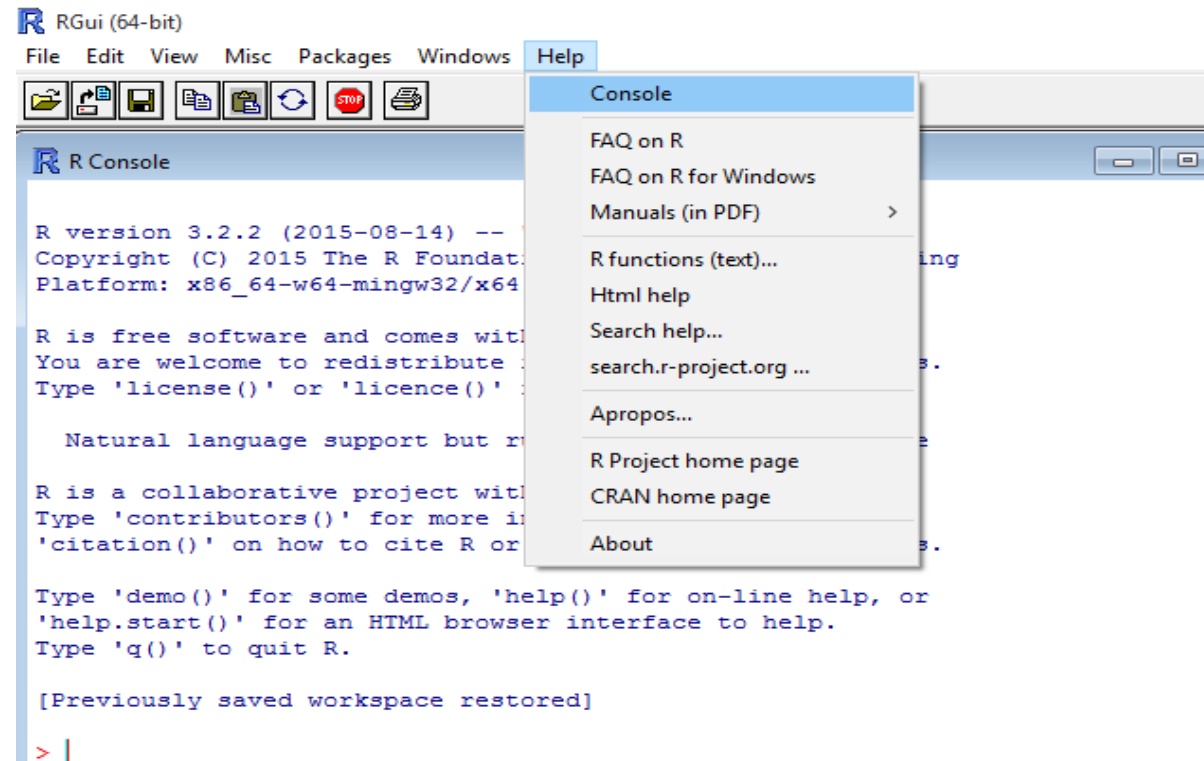 RGui (64-bit)
File Edit View Misc Packages Windows Help
STOP
Console
FAQ on R
FAQ on R for Windows
Manuals (in PDF) >
R functions (text)...
Html help
Search help...
search.r-project.org ...
Apropos...
R Project home page
CRAN home page
About
R Console
R version 3.2.2 (2015-08-14) --
Copyright (C) 2015 The R
Platform: x86_64-w64-mingw32/x64
R is free software and comes
You are welcome to redistribute
Type 'license()' or 'licence()'
Natural language support but
R is a collaborative project
Type 'contributors()' for more
'citation()' on how to cite R or
Type 'demo()' for some demos, 'help()' for on-line help, or
'help.start()' for an HTML browser interface to help.
Type 'q()' to quit R.
[Previously saved workspace restored]
>